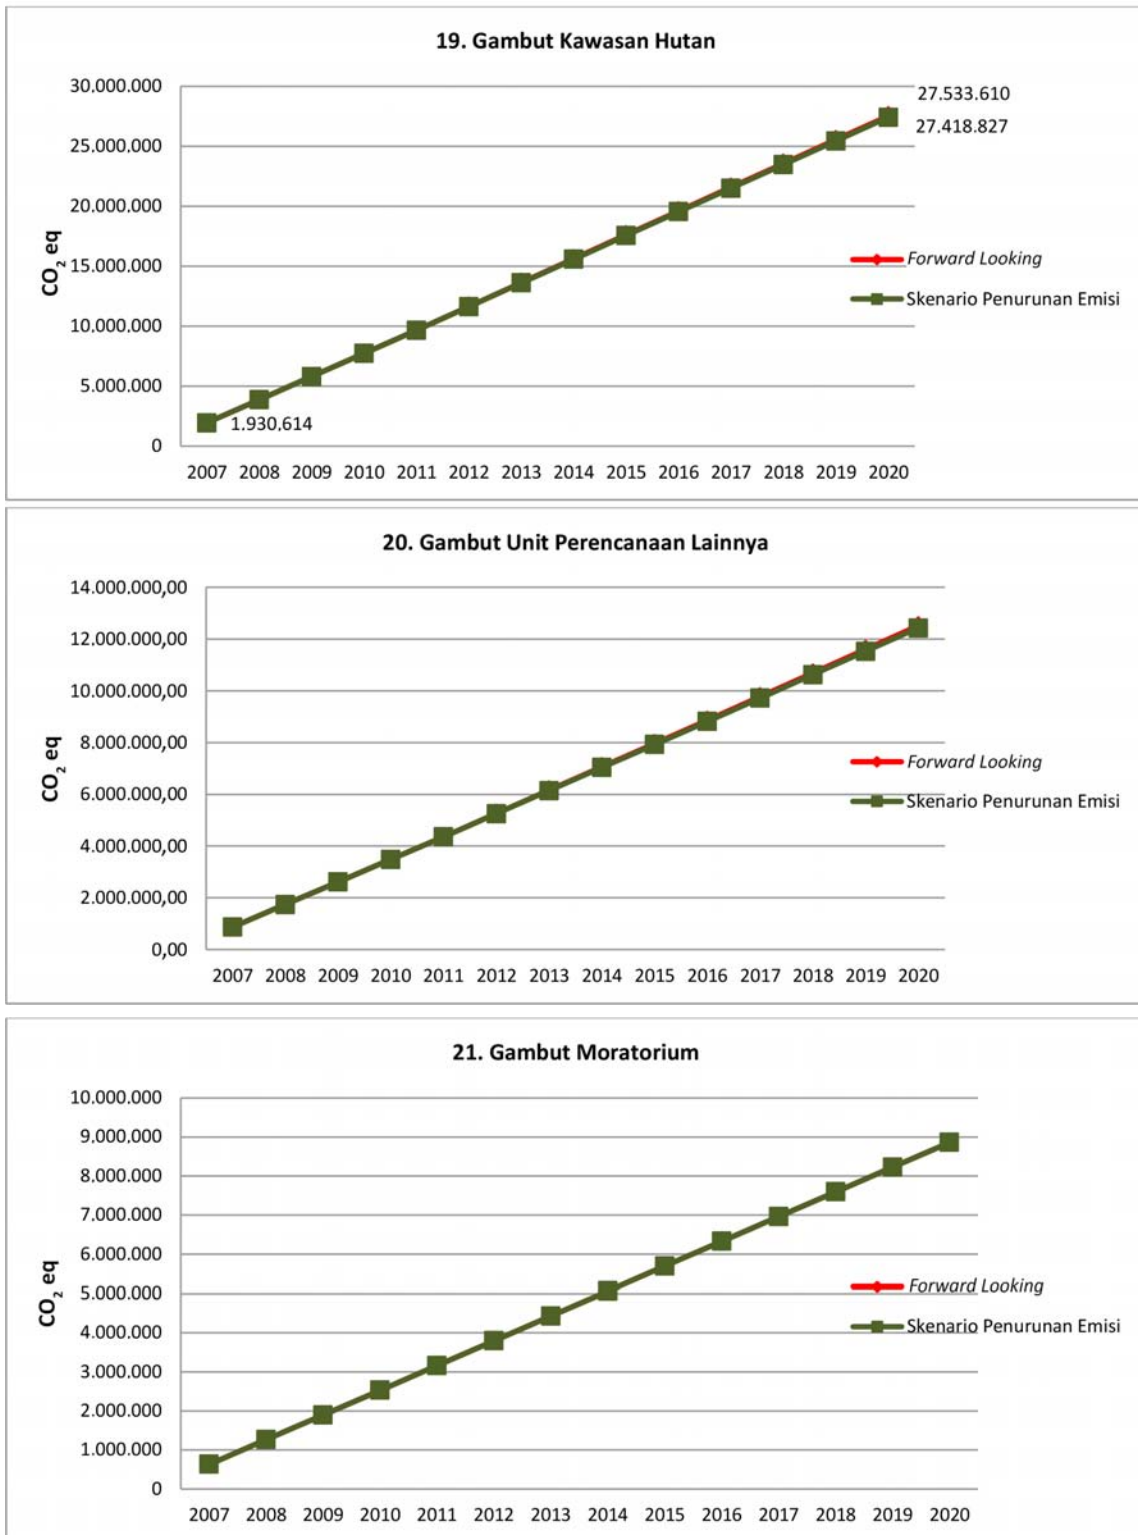 19. Gambut Kawasan Hutan
30.000.000
27.533.610
25.000.000
27.418.827
20.000.000
CO₂ eq
15.000.000
Forward Looking
Skenario Penurunan Emisi
10.000.000
5.000.000
1.930,614
0
2007 2008 2009 2010 2011 2012 2013 2014 2015 2016 2017 2018 2019 2020
20. Gambut Unit Perencanaan Lainnya
14.000.000,00
12.000.000,00
10.000.000,00
8.000.000,00
CO₂ eq
Forward Looking
6.000.000,00
Skenario Penurunan Emisi
4.000.000,00
2.000.000,00
0,00
2007 2008 2009 2010 2011 2012 2013 2014 2015 2016 2017 2018 2019 2020
21. Gambut Moratorium
10.000.000
9.000,000
8.000.000
7.000.000
6.000.000
CO₂ eq
5.000.000
Forward Looking
4.000.000
Skenario Penurunan Emisi
3.000.000
2.000.000
1.000.000
0
2007 2008 2009 2010 2011 2012 2013 2014 2015 2016 2017 2018 2019 2020